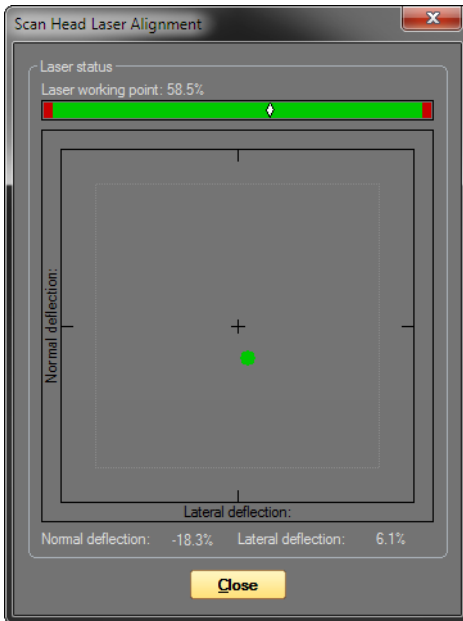 Scan Head Laser Alignment
Laser status
Laser working point: 58.5%
Normal deflection:
Lateral deflection:
Normal deflection: -18.3% Lateral deflection: 6.1%
Close